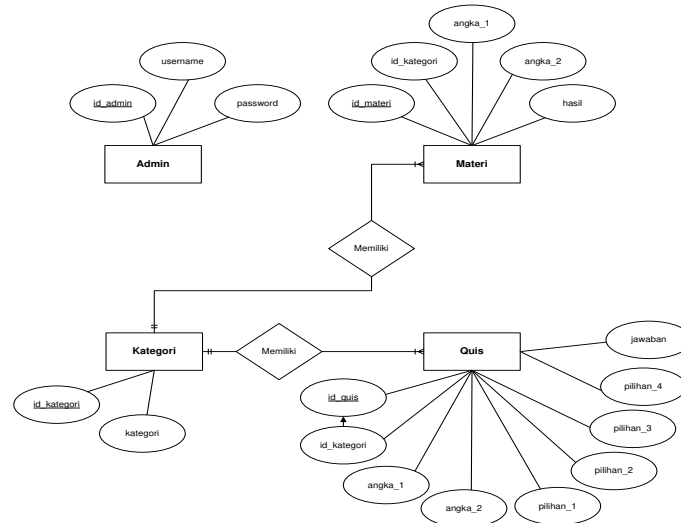 angka_1
username
id_kategori
angka_2
id_admin
password
id_materi
hasil
Admin
Materi
Memiliki
Kategori
Memiliki
Quis
jawaban
id_kategori
kategori
id_quis
pilihan_4
id_kategori
pilihan_3
angka_1
pilihan_2
angka_2
pilihan_1